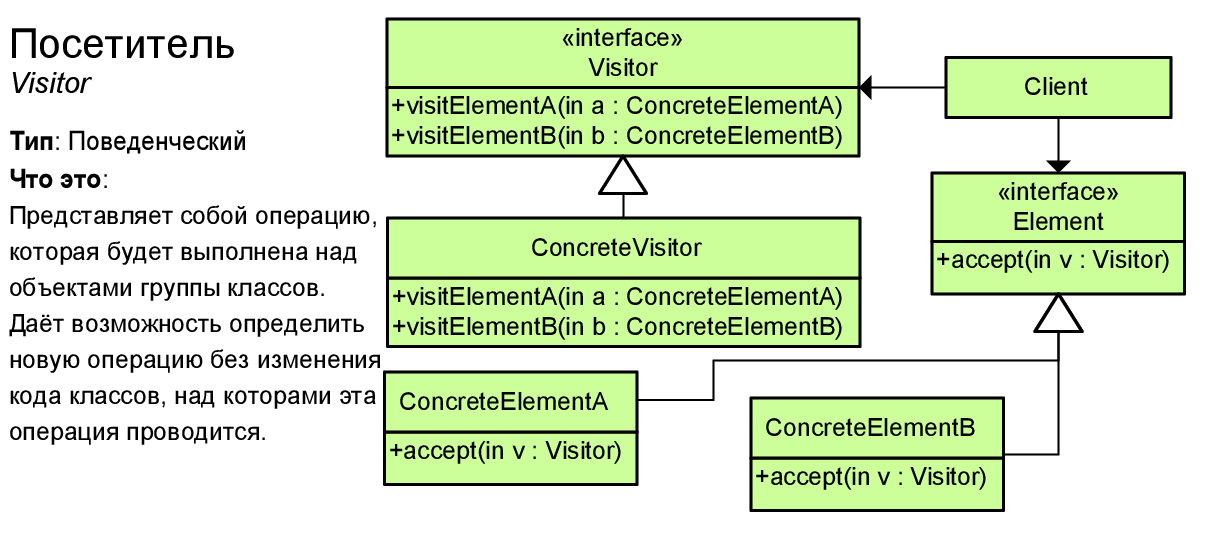 Посетитель
Visitor
Тип: Поведенческий
Что это:
Представляет собой операцию,
которая будет выполнена над
объектами группы классов.
Даёт возможность определить
новую операцию без изменения
кода классов, над которыми эта
операция проводится.
«interface»
Visitor
+visitElementA(in a : ConcreteElementA)
+visitElementB(in b : ConcreteElementB)
Client
«interface»
Element
+accept(in v : Visitor)
ConcreteVisitor
+visitElementA(in a : ConcreteElementA)
+visitElementB(in b : ConcreteElementB)
ConcreteElementA
+accept(in v : Visitor)
ConcreteElementB
+accept(in v : Visitor)